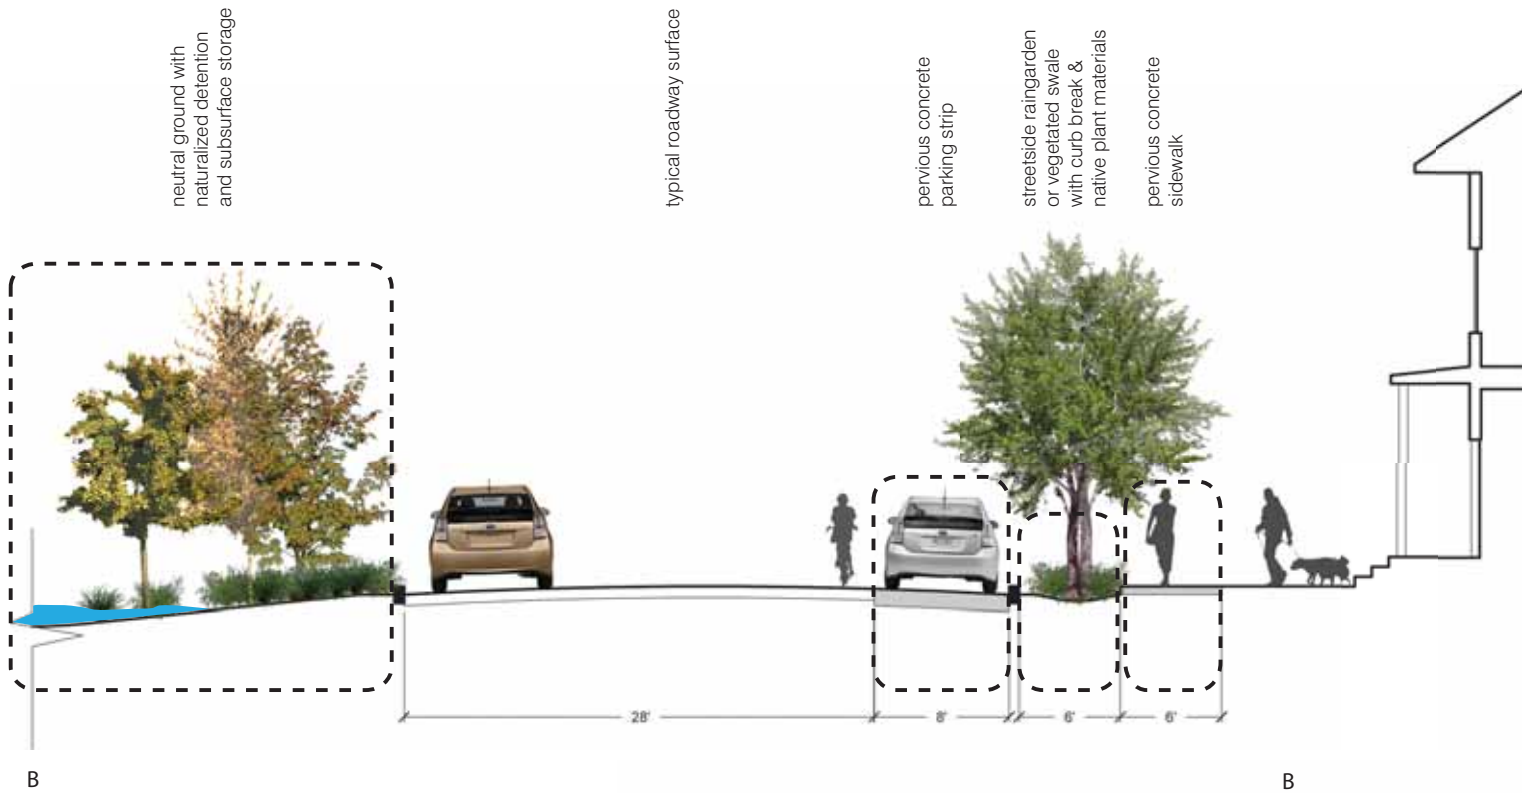 neutral ground with
naturalized detention
and subsurface storage
typical roadway surface
pervious concrete
parking strip
streetside raingarden
or vegetated swale
with curb break &
native plant materials
pervious concrete
sidewalk
28'
8'
6'
6'
B
B